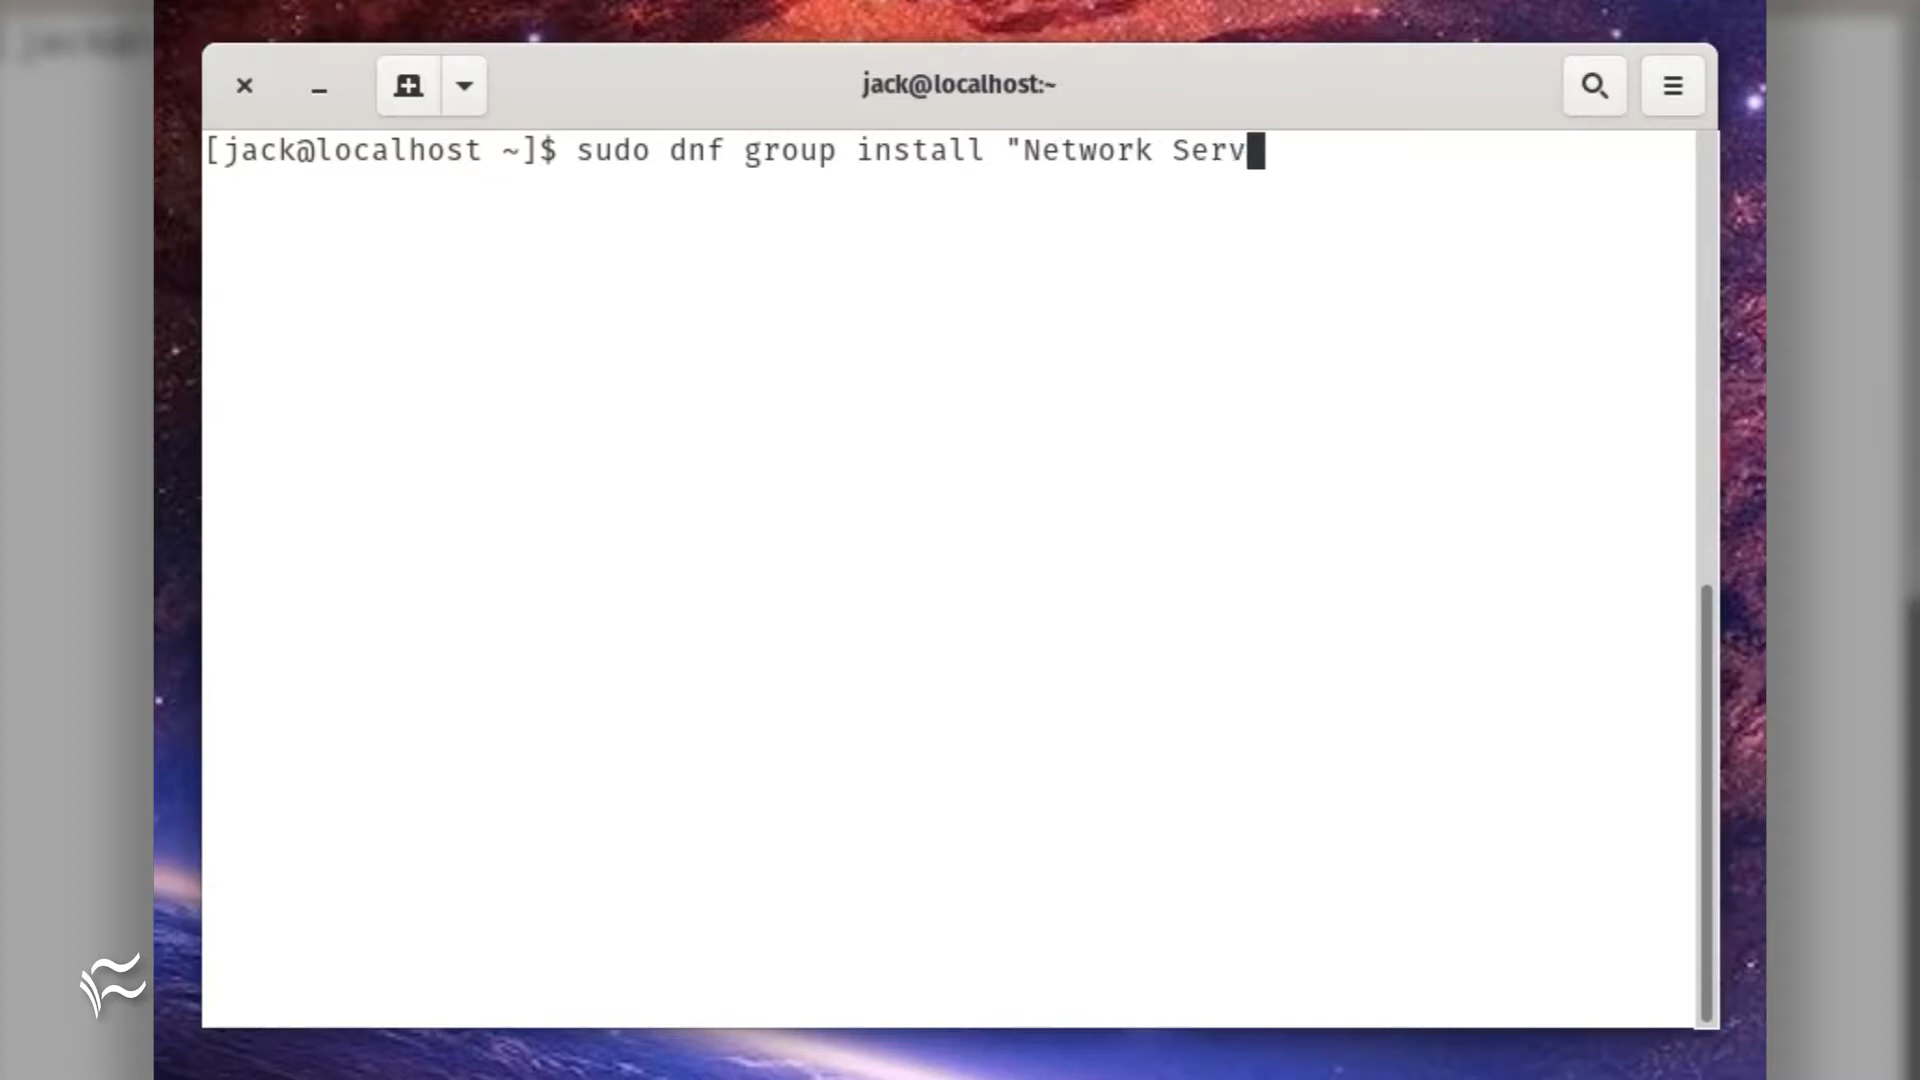 jack@localhost:~
[jack@localhost ~]$ sudo dnf group install "Network Serv